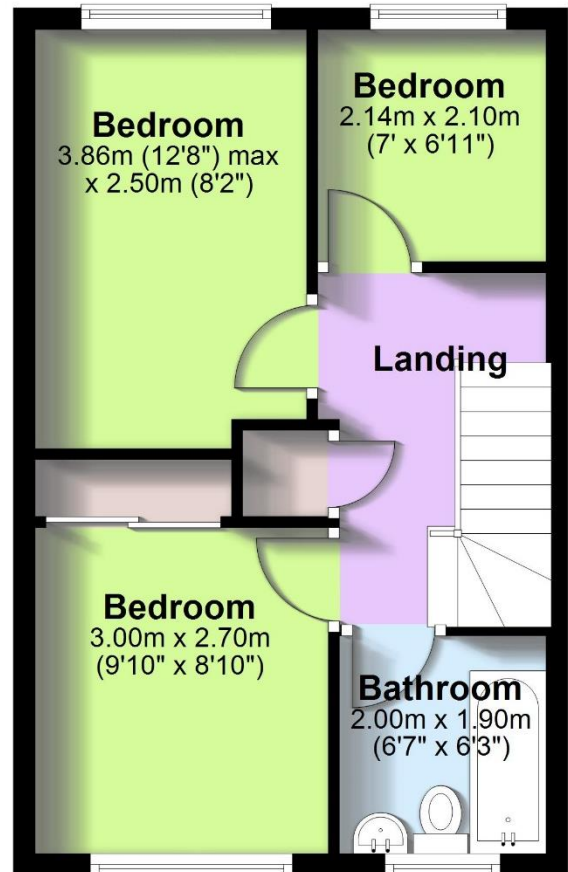 Bedroom
3.86m (12'8") max
x 2.50m (8'2")
Bedroom
2.14m x 2.10m
(7' x 6'11")
Landing
Bedroom
3.00m x 2.70m
(9'10" x 8'10")
Bathroom
2.00m x 1.90m
(6'7" x 6'3")